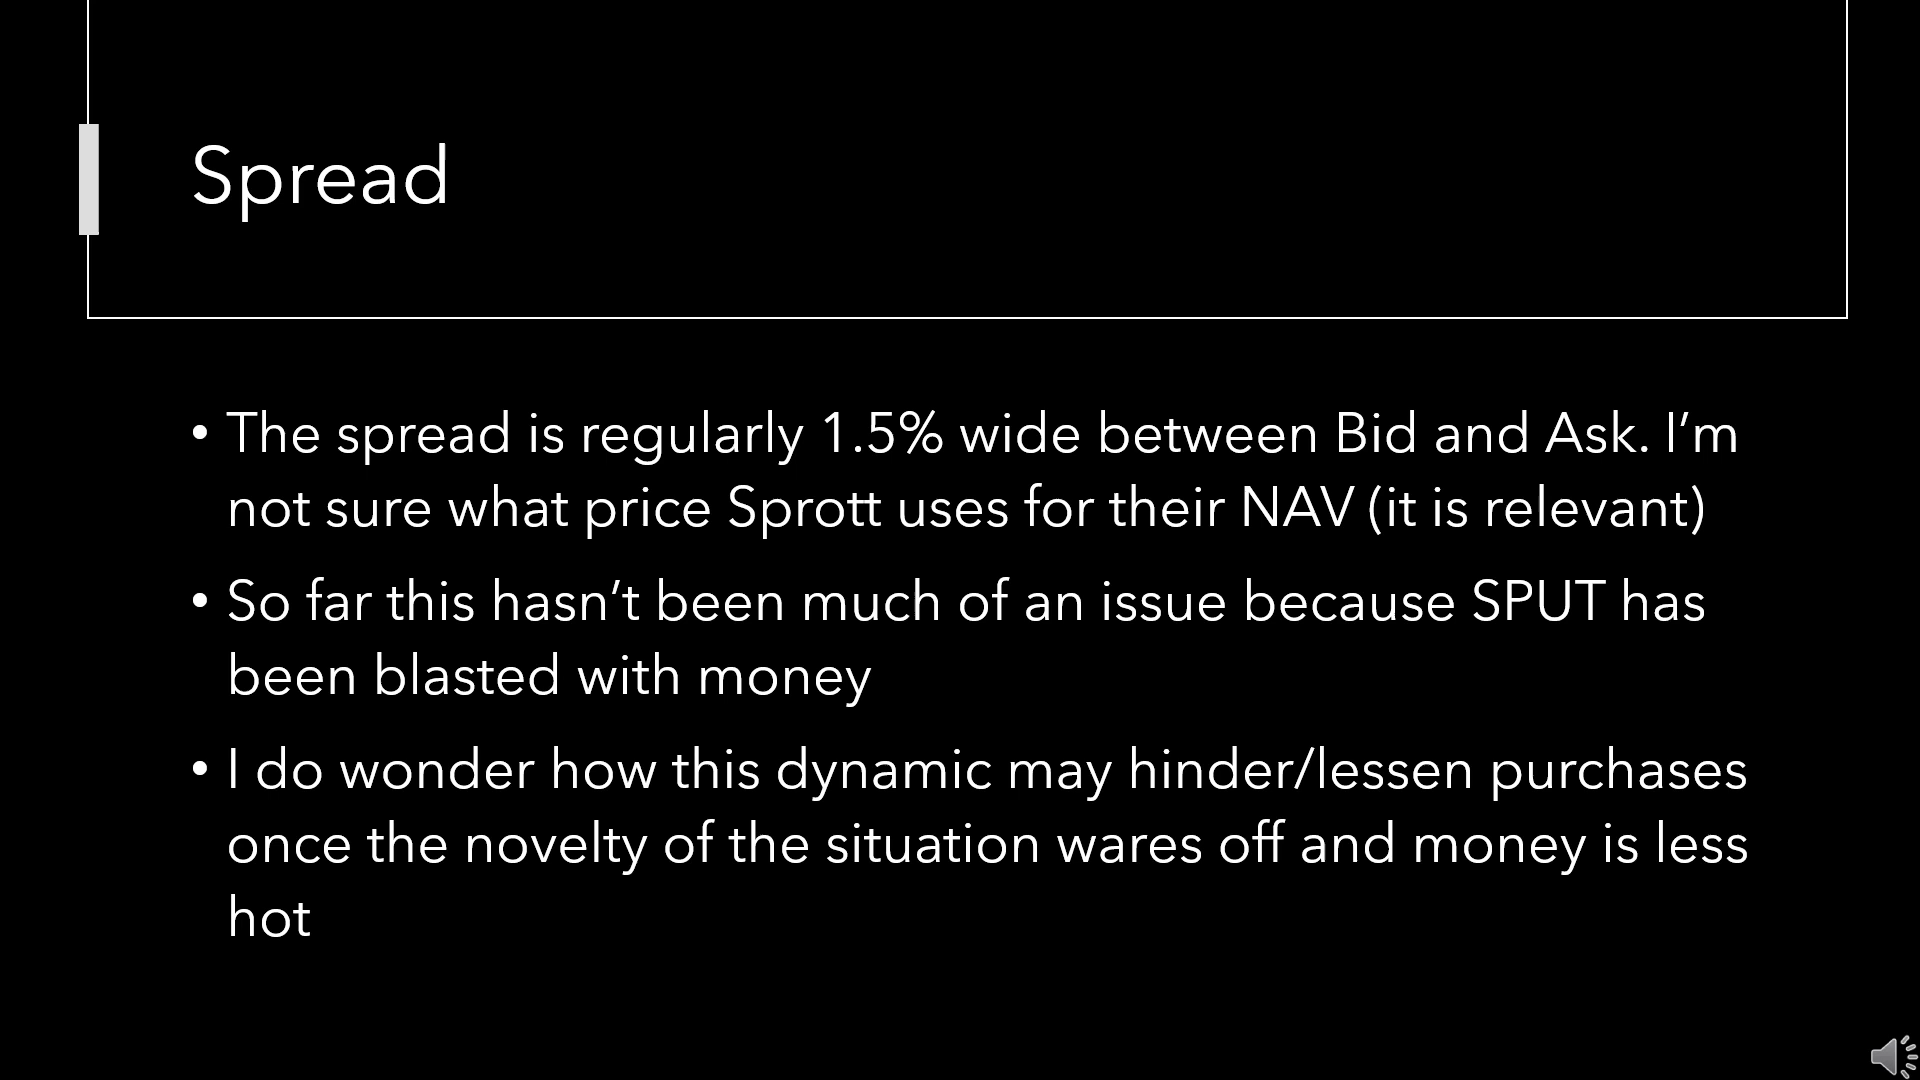 Spread
• The spread is regularly 1.5% wide between Bid and Ask. I’m
not sure what price Sprott uses for their NAV (it is relevant)
• So far this hasn’t been much of an issue because SPUT has
been blasted with money
• I do wonder how this dynamic may hinder/lessen purchases
once the novelty of the situation wares off and money is less
hot